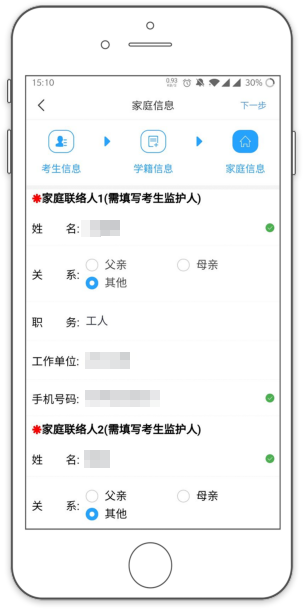 15:10 0.93 KB/S 30%
家庭信息 下一步
考生信息 学籍信息 家庭信息
❋家庭联络人1(需填写考生监护人)
姓 名:
关 系: 父亲 母亲
其他
职 务: 工人
工作单位:
手机号码:
❋家庭联络人2(需填写考生监护人)
姓 名:
关 系: 父亲 母亲
其他